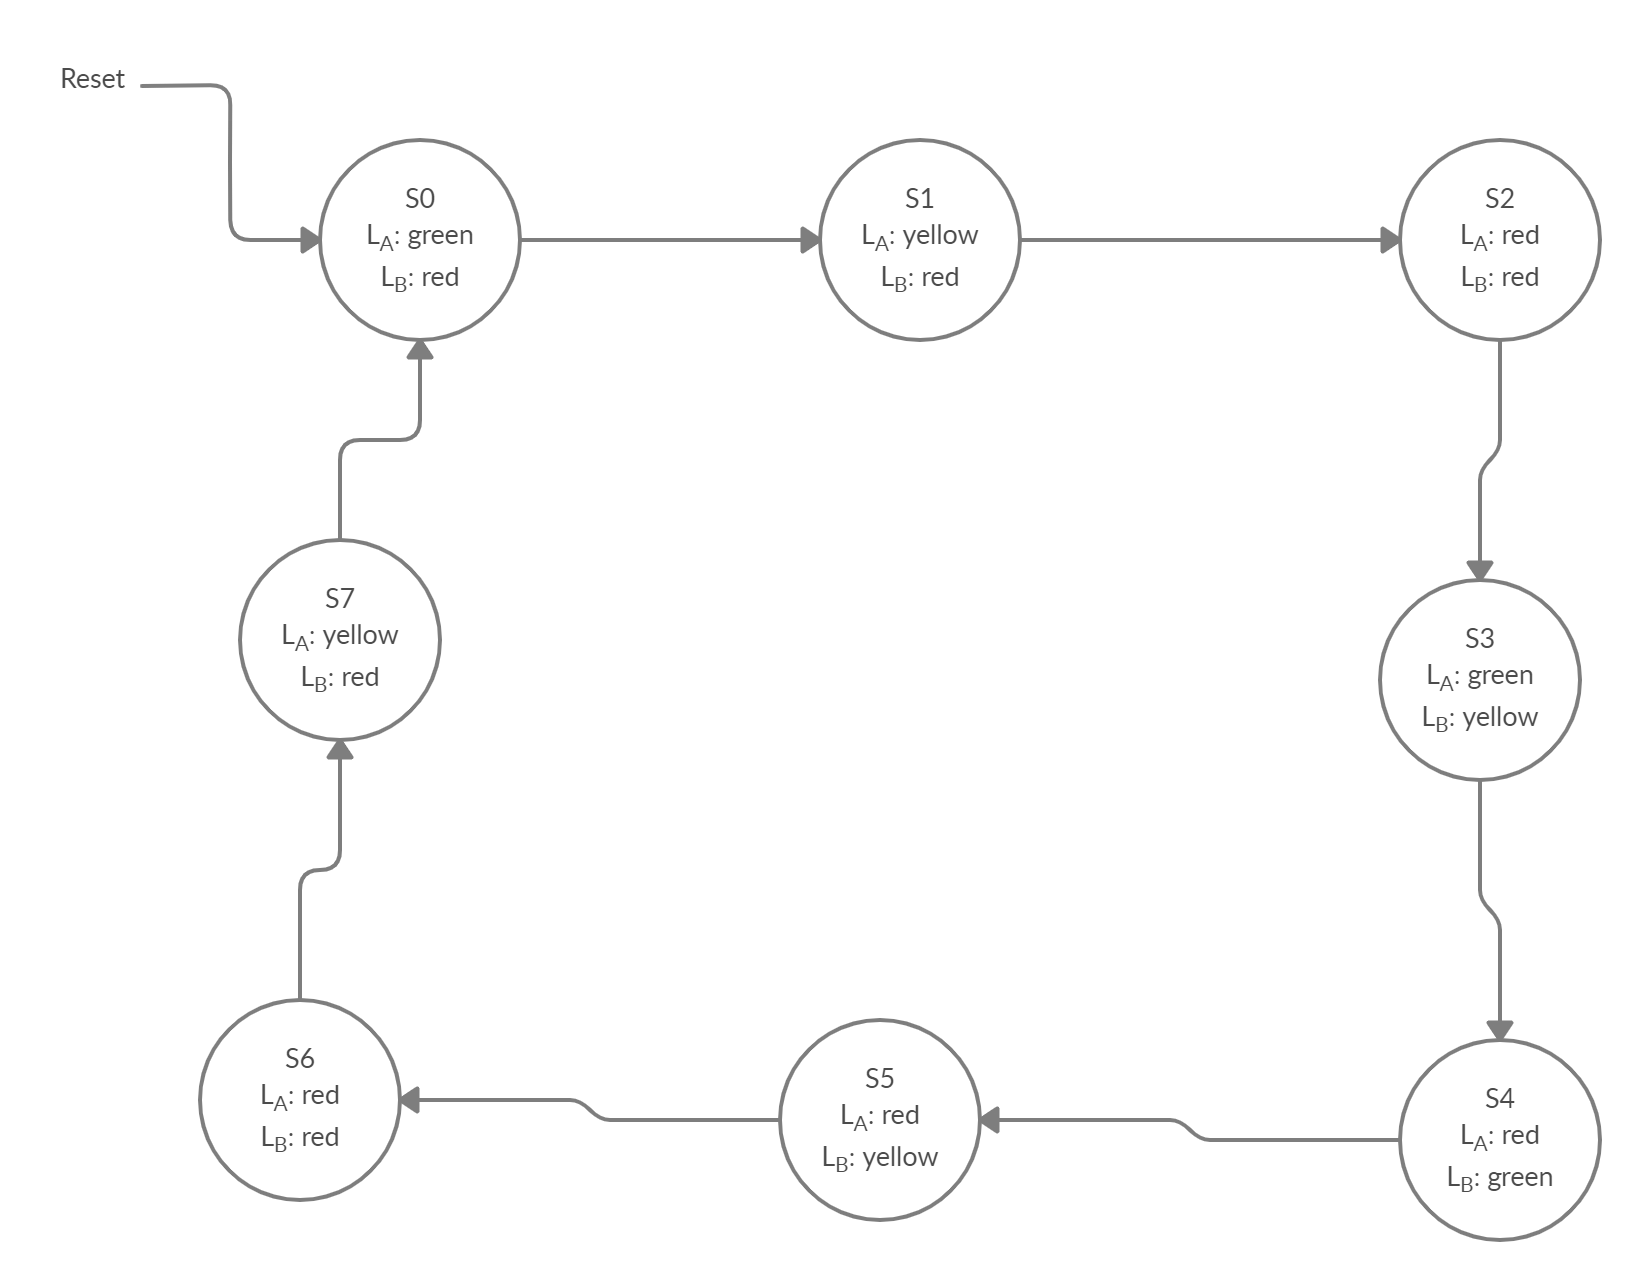 Reset
S0
L_A: green
L_B: red
S1
L_A: yellow
L_B: red
S2
L_A: red
L_B: red
S3
L_A: green
L_B: yellow
S4
L_A: red
L_B: green
S5
L_A: red
L_B: yellow
S6
L_A: red
L_B: red
S7
L_A: yellow
L_B: red